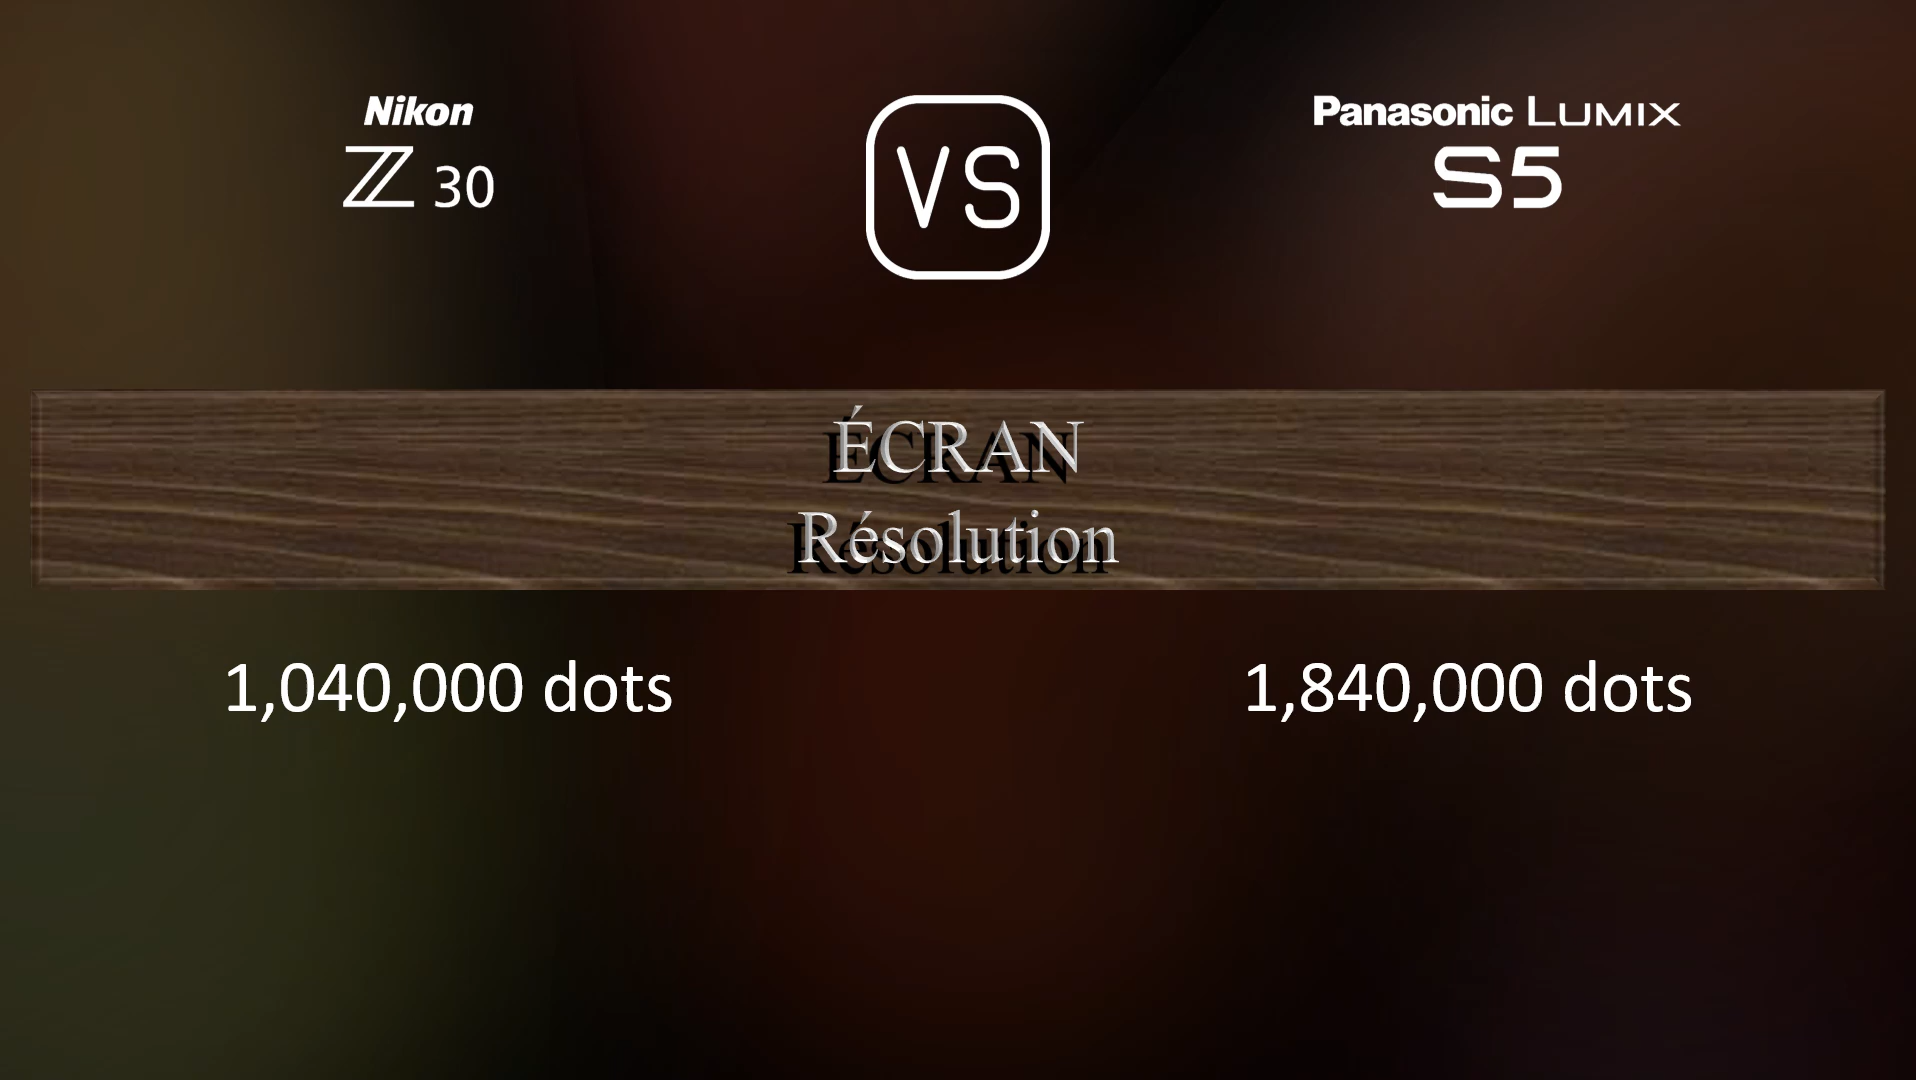 Nikon
Z 30
VS
Panasonic LUMIX
S5
ÉCRAN
Résolution
1,040,000 dots
1,840,000 dots